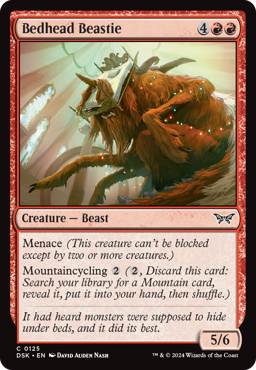 Bedhead Beastie 4
Creature — Beast
Menace (This creature can't be blocked
except by two or more creatures.)
Mountaincycling 2 (2, Discard this card:
Search your library for a Mountain card,
reveal it, put it into your hand, then shuffle.)
It had heard monsters were supposed to hide
under beds, and it did its best.
5/6
C 0125
DSK • EN DAVID AUDEN NASH
™ & © 2024 Wizards of the Coast